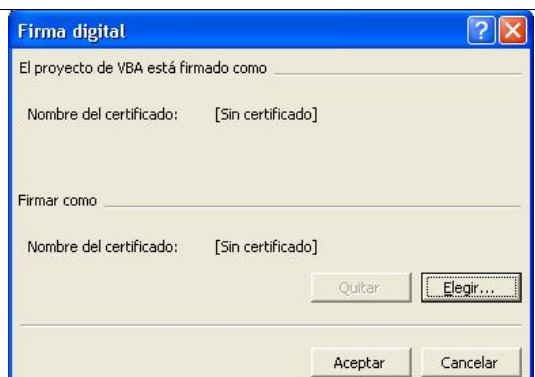 Firma digital
El proyecto de VBA está firmado como
Nombre del certificado: [Sin certificado]
Firmar como
Nombre del certificado: [Sin certificado]
Quitar Elegir...
Aceptar Cancelar